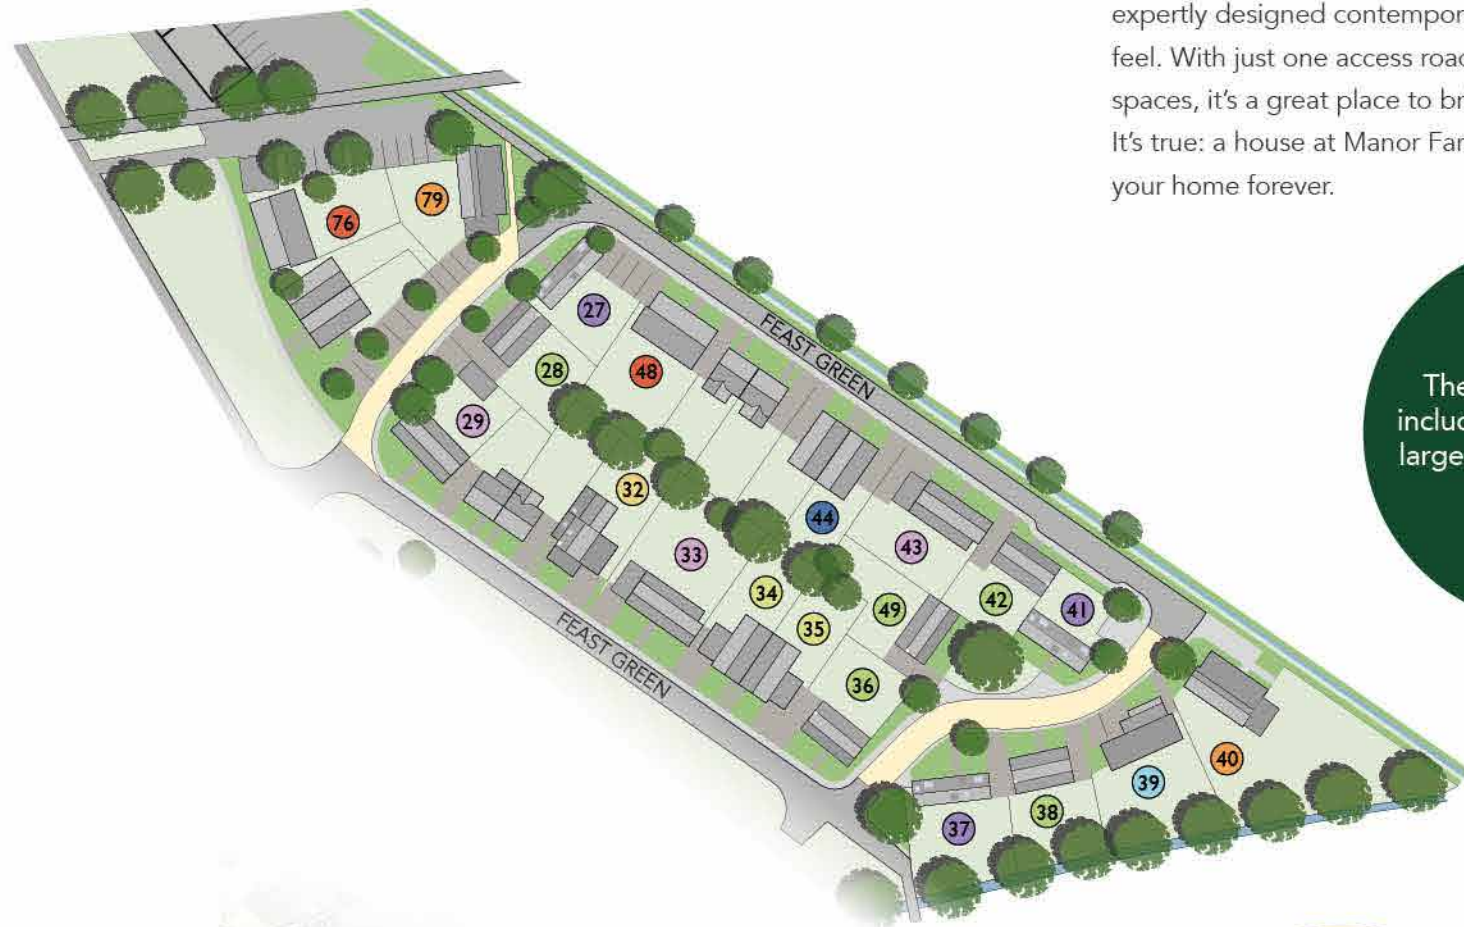 expertly designed contempor
feel. With just one access road
spaces, it's a great place to br
It's true: a house at Manor Far
your home forever.
79
76
27
FEAST GREEN
28
48
The
includ
large
29
32
44
33
43
34
49
42
41
35
FEAST GREEN
36
40
39
38
37